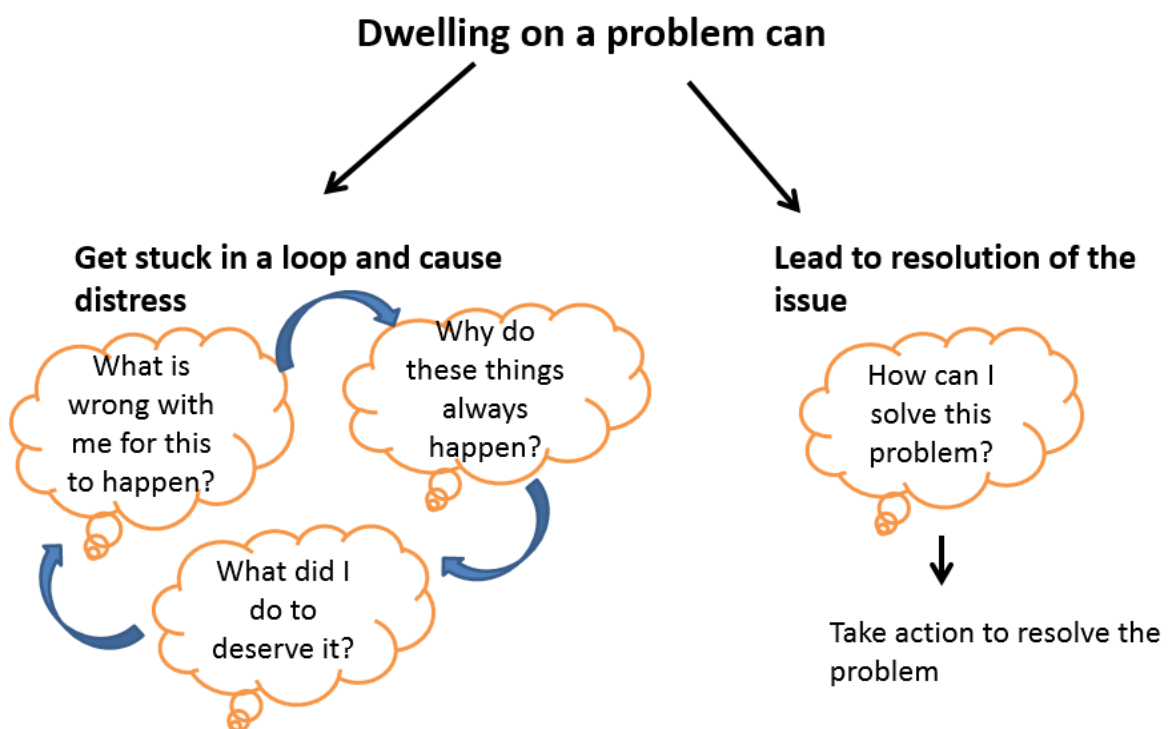 Dwelling on a problem can
Get stuck in a loop and cause
distress
What is
wrong with
me for this
to happen?
Why do
these things
always
happen?
What did I
do to
deserve it?
Lead to resolution of the
issue
How can I
solve this
problem?
Take action to resolve the
problem